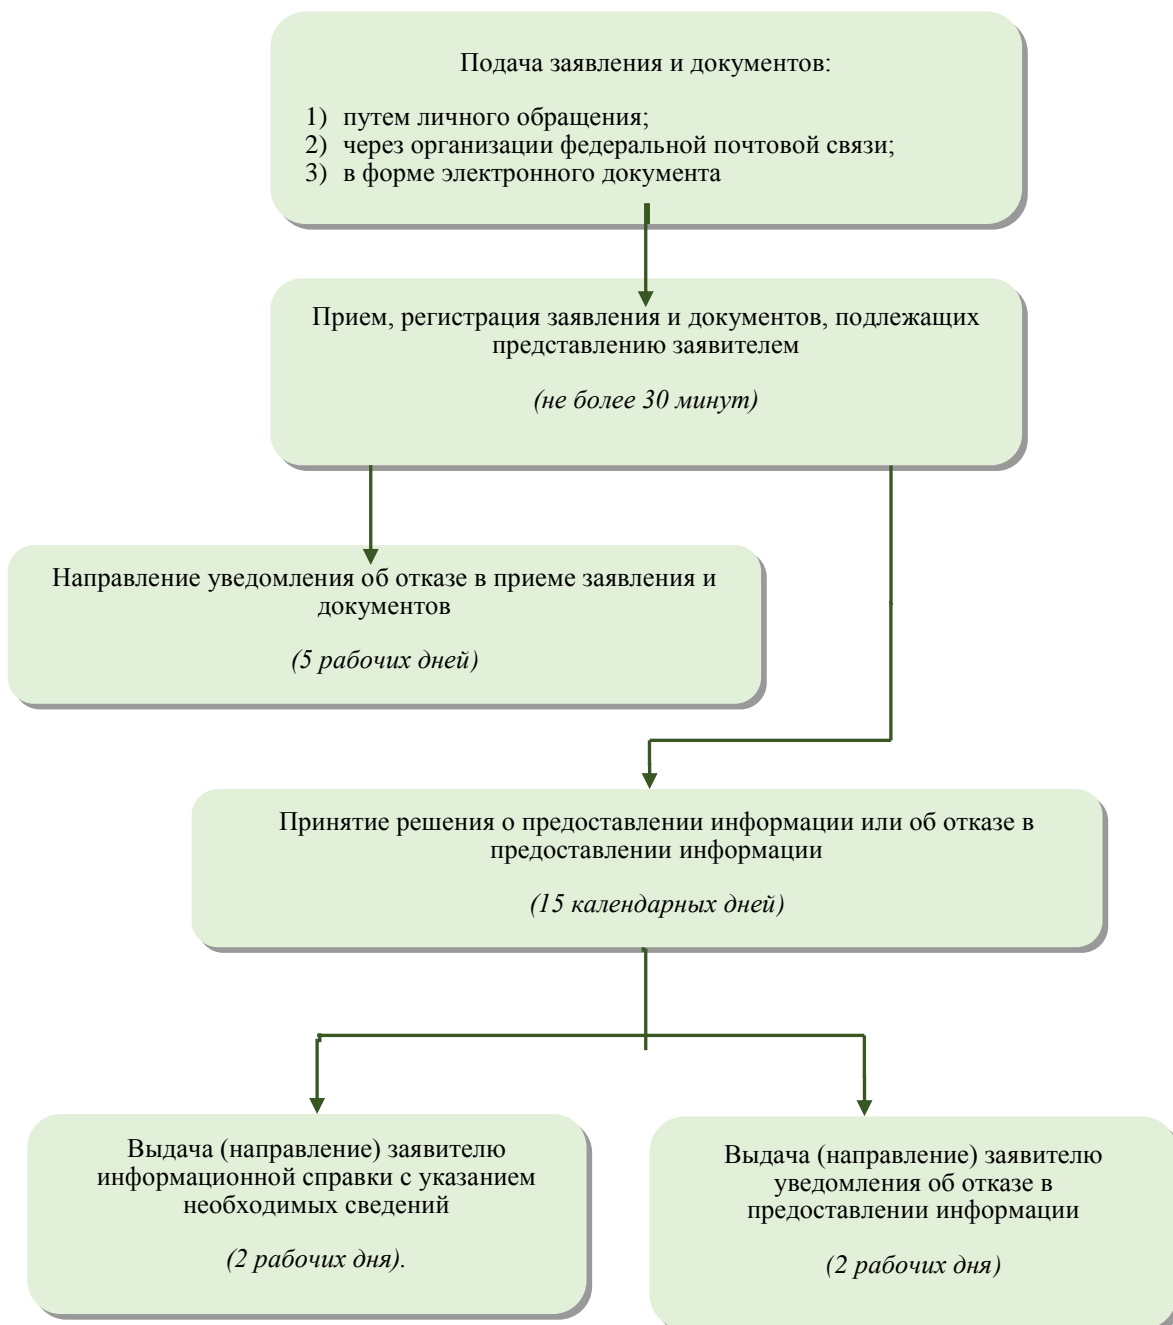 Подача заявления и документов:
1) путем личного обращения;
2) через организации федеральной почтовой связи;
3) в форме электронного документа
Прием, регистрация заявления и документов, подлежащих
представлению заявителем
(не более 30 минут)
Направление уведомления об отказе в приеме заявления и
документов
(5 рабочих дней)
Принятие решения о предоставлении информации или об отказе в
предоставлении информации
(15 календарных дней)
Выдача (направление) заявителю
информационной справки с указанием
необходимых сведений
(2 рабочих дня).
Выдача (направление) заявителю
уведомления об отказе в
предоставлении информации
(2 рабочих дня)